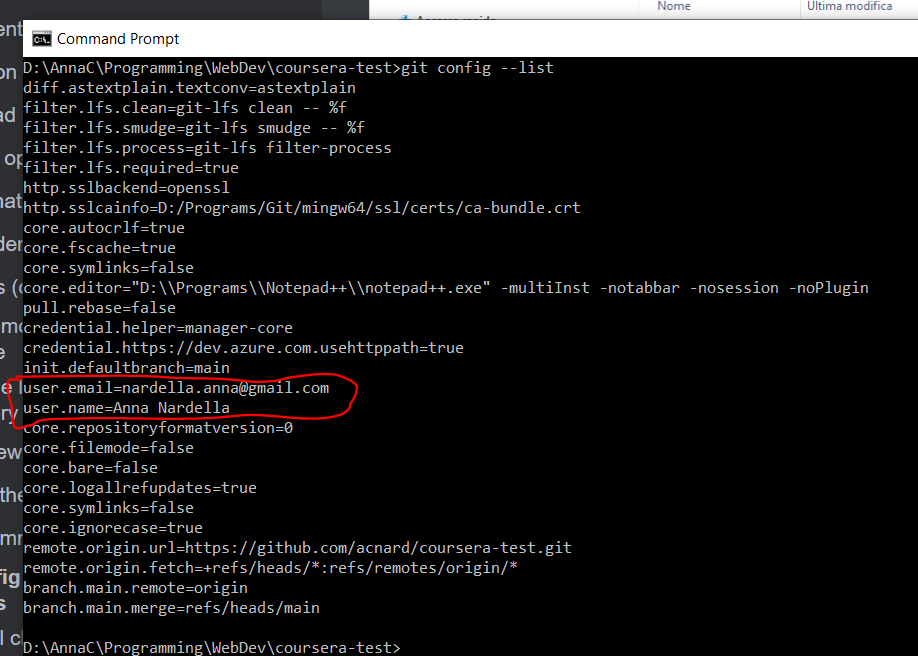 Nome
Ultima modifica
Command Prompt
D:\AnnaC\Programming\WebDev\coursera-test>git config --list
diff.astextplain.textconv=astextplain
filter.lfs.clean=git-lfs clean -- %f
filter.lfs.smudge=git-lfs smudge -- %f
filter.lfs.process=git-lfs filter-process
filter.lfs.required=true
http.sslbackend=openssl
http.sslcainfo=D:/Programs/Git/mingw64/ssl/certs/ca-bundle.crt
core.autocrlf=true
core.fscache=true
core.symlinks=false
core.editor="D:\\Programs\\Notepad++\\notepad++.exe" -multiInst -notabbar -nosession -noPlugin
pull.rebase=false
credential.helper=manager-core
credential.https://dev.azure.com.usehttppath=true
init.defaultbranch=main
user.email=nardella.anna@gmail.com
user.name=Anna Nardella
core.repositoryformatversion=0
core.filemode=false
core.bare=false
core.logallrefupdates=true
core.symlinks=false
core.ignorecase=true
remote.origin.url=https://github.com/acnard/coursera-test.git
remote.origin.fetch=+refs/heads/*:refs/remotes/origin/*
branch.main.remote=origin
branch.main.merge=refs/heads/main
D:\AnnaC\Programming\WebDev\coursera-test>